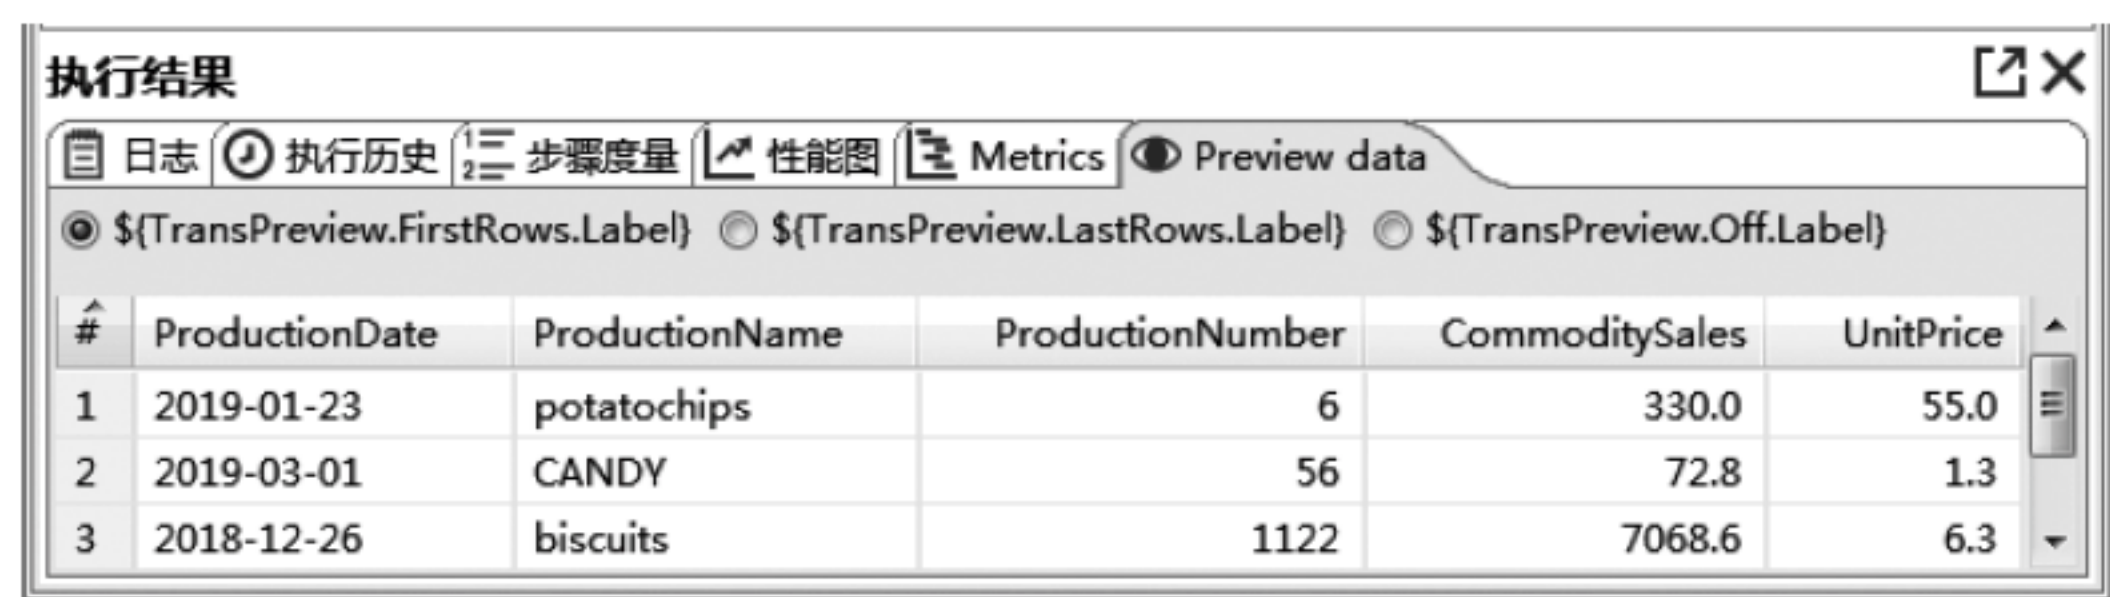 执行结果
日志 执行历史 步骤度量 性能图 Metrics Preview data
${TransPreview.FirstRows.Label} ${TransPreview.LastRows.Label} ${TransPreview.Off.Label}
# ProductionDate ProductionName ProductionNumber CommoditySales UnitPrice
1 2019-01-23 potatochips 6 330.0 55.0
2 2019-03-01 CANDY 56 72.8 1.3
3 2018-12-26 biscuits 1122 7068.6 6.3